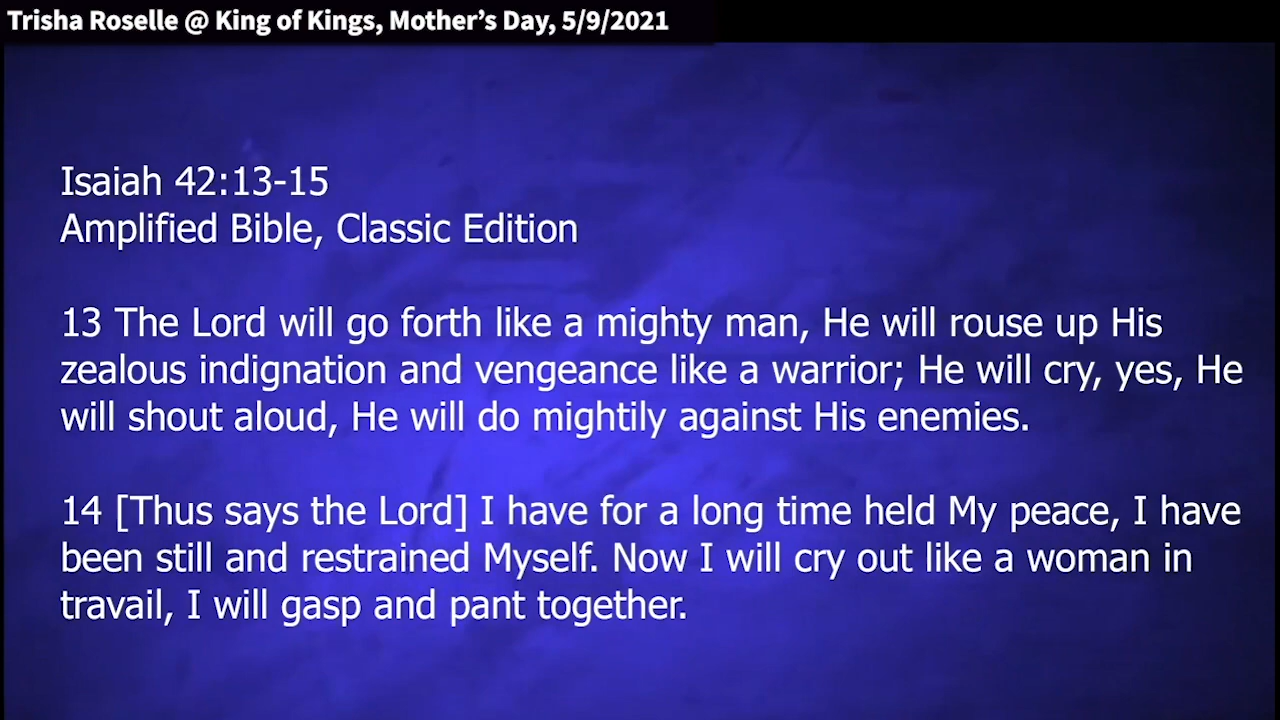 Trisha Roselle @ King of Kings, Mother’s Day, 5/9/2021
Isaiah 42:13-15
Amplified Bible, Classic Edition
13 The Lord will go forth like a mighty man, He will rouse up His
zealous indignation and vengeance like a warrior; He will cry, yes, He
will shout aloud, He will do mightily against His enemies.
14 [Thus says the Lord] I have for a long time held My peace, I have
been still and restrained Myself. Now I will cry out like a woman in
travail, I will gasp and pant together.